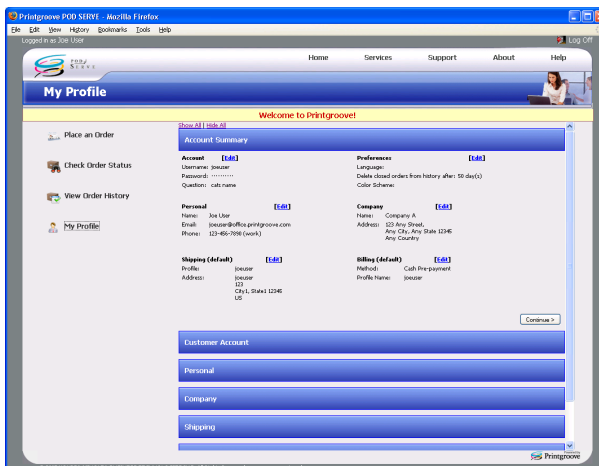 Printgroove POD SERVE - Mozilla Firefox
File Edit View History Bookmarks Tools Help
Logged in as Joe User Log Off
POD
SERVE
Home Services Support About Help
My Profile
Welcome to Printgroove!
Show All | Hide All
Place an Order
Check Order Status
View Order History
My Profile
Account Summary
Account [Edit]
Username: joeuser
Password: ··········
Question: cats name
Preferences [Edit]
Language:
Delete closed orders from history after: 50 day(s)
Color Scheme:
Personal [Edit]
Name: Joe User
Email: joeuser@office.printgroove.com
Phone: 123-456-7890 (work)
Company [Edit]
Name: Company A
Address: 123 Any Street,
Any City, Any State 12345
Any Country
Shipping (default) [Edit]
Profile: joeuser
Address: joeuser
123
City1, State1 12345
US
Billing (default) [Edit]
Method: Cash Pre-payment
Profile Name: joeuser
Continue >
Customer Account
Personal
Company
Shipping
Printgroove